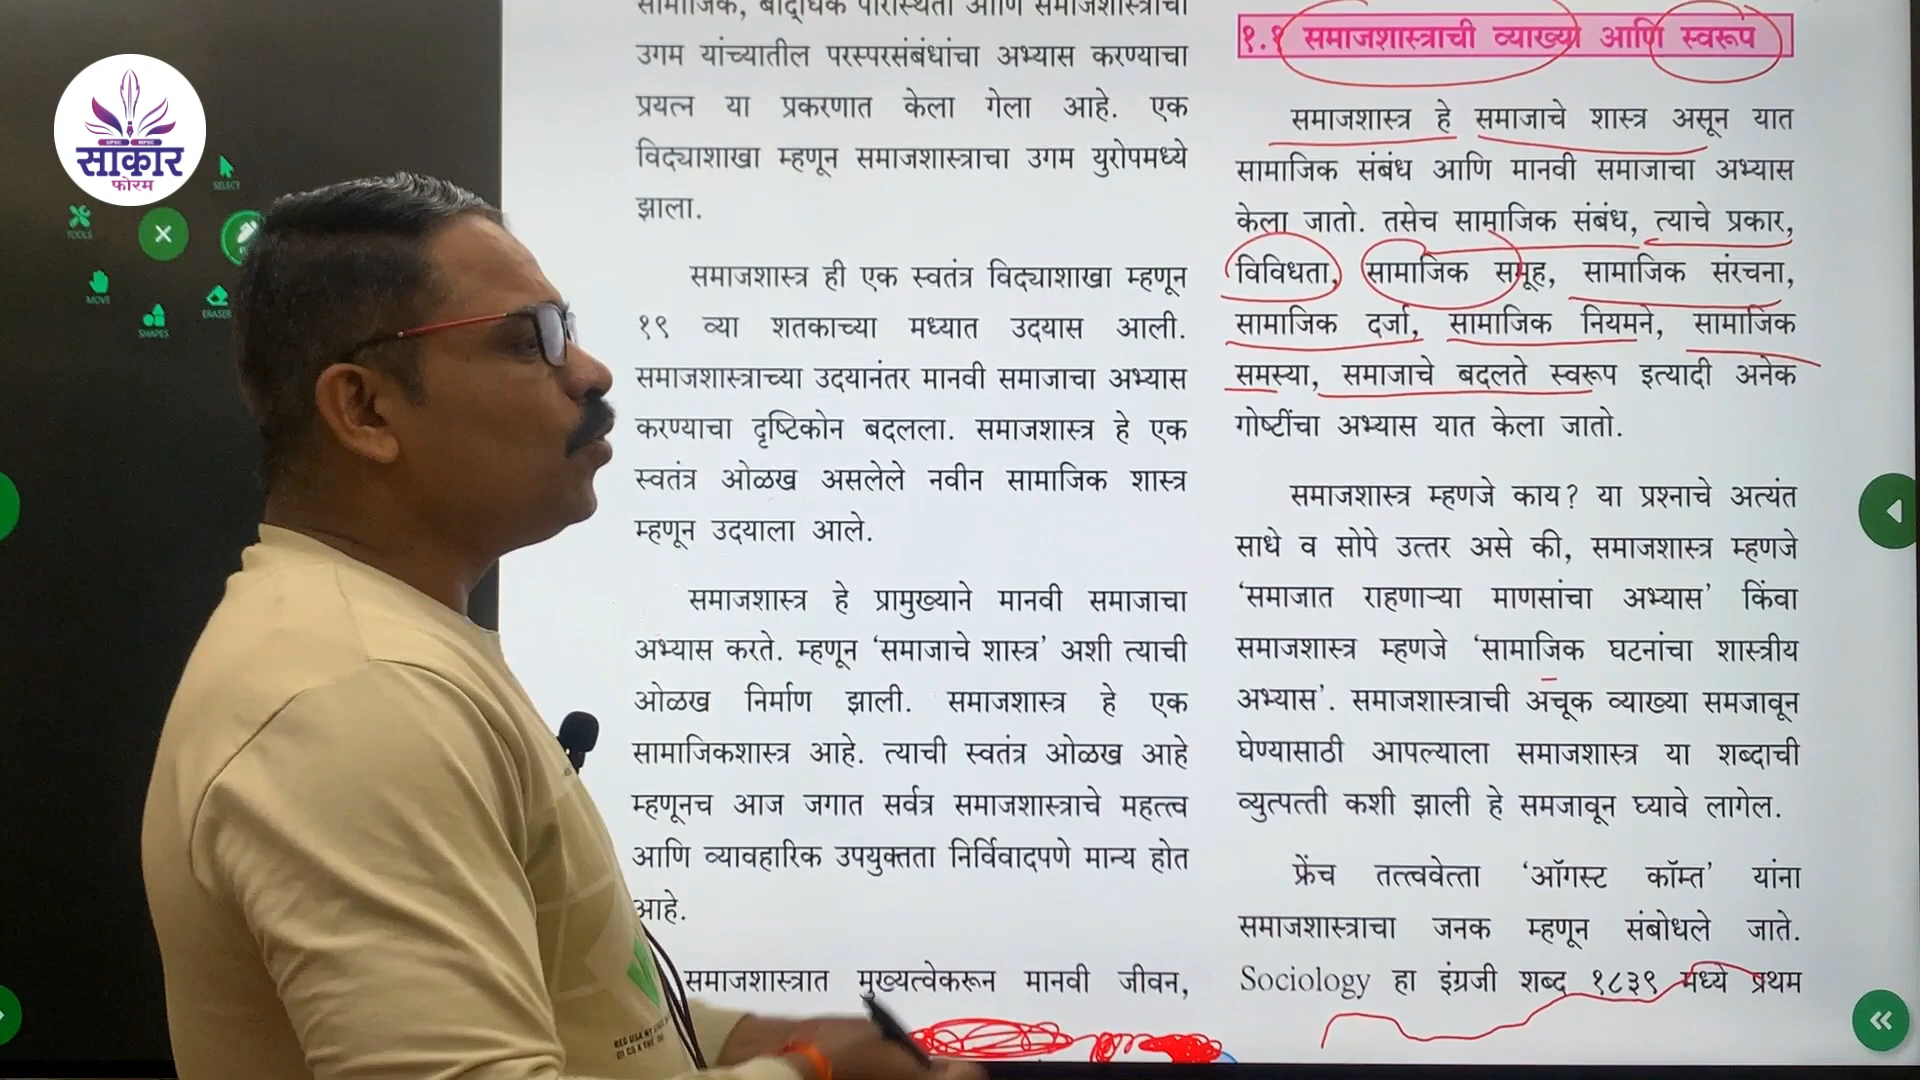 साकार
फोरम
UPSC
MPSC
SELECT
TOOLS
MOVE
SHAPES
ERASER
सामाजिक, बौद्धिक परिस्थिती आणि समाजशास्त्राचा
उगम यांच्यातील परस्परसंबंधांचा अभ्यास करण्याचा
प्रयत्न या प्रकरणात केला गेला आहे. एक
विद्याशाखा म्हणून समाजशास्त्राचा उगम युरोपमध्ये
झाला.
समाजशास्त्र ही एक स्वतंत्र विद्याशाखा म्हणून
१९ व्या शतकाच्या मध्यात उदयास आली.
समाजशास्त्राच्या उदयानंतर मानवी समाजाचा अभ्यास
करण्याचा दृष्टिकोन बदलला. समाजशास्त्र हे एक
स्वतंत्र ओळख असलेले नवीन सामाजिक शास्त्र
म्हणून उदयाला आले.
समाजशास्त्र हे प्रामुख्याने मानवी समाजाचा
अभ्यास करते. म्हणून ‘समाजाचे शास्त्र’ अशी त्याची
ओळख निर्माण झाली. समाजशास्त्र हे एक
सामाजिकशास्त्र आहे. त्याची स्वतंत्र ओळख आहे
म्हणूनच आज जगात सर्वत्र समाजशास्त्राचे महत्त्व
आणि व्यावहारिक उपयुक्तता निर्विवादपणे मान्य होत
आहे.
समाजशास्त्रात मुख्यत्वेकरून मानवी जीवन,
१.१ समाजशास्त्राची व्याख्या आणि स्वरूप
समाजशास्त्र हे समाजाचे शास्त्र असून यात
सामाजिक संबंध आणि मानवी समाजाचा अभ्यास
केला जातो. तसेच सामाजिक संबंध, त्याचे प्रकार,
विविधता, सामाजिक समूह, सामाजिक संरचना,
सामाजिक दर्जा, सामाजिक नियमने, सामाजिक
समस्या, समाजाचे बदलते स्वरूप इत्यादी अनेक
गोष्टींचा अभ्यास यात केला जातो.
समाजशास्त्र म्हणजे काय? या प्रश्नाचे अत्यंत
साधे व सोपे उत्तर असे की, समाजशास्त्र म्हणजे
‘समाजात राहणाऱ्या माणसांचा अभ्यास’ किंवा
समाजशास्त्र म्हणजे ‘सामाजिक घटनांचा शास्त्रीय
अभ्यास’. समाजशास्त्राची अचूक व्याख्या समजावून
घेण्यासाठी आपल्याला समाजशास्त्र या शब्दाची
व्युत्पत्ती कशी झाली हे समजावून घ्यावे लागेल.
फ्रेंच तत्त्ववेत्ता ‘ऑगस्ट कॉम्त’ यांना
समाजशास्त्राचा जनक म्हणून संबोधले जाते.
Sociology हा इंग्रजी शब्द १८३९ मध्ये प्रथम